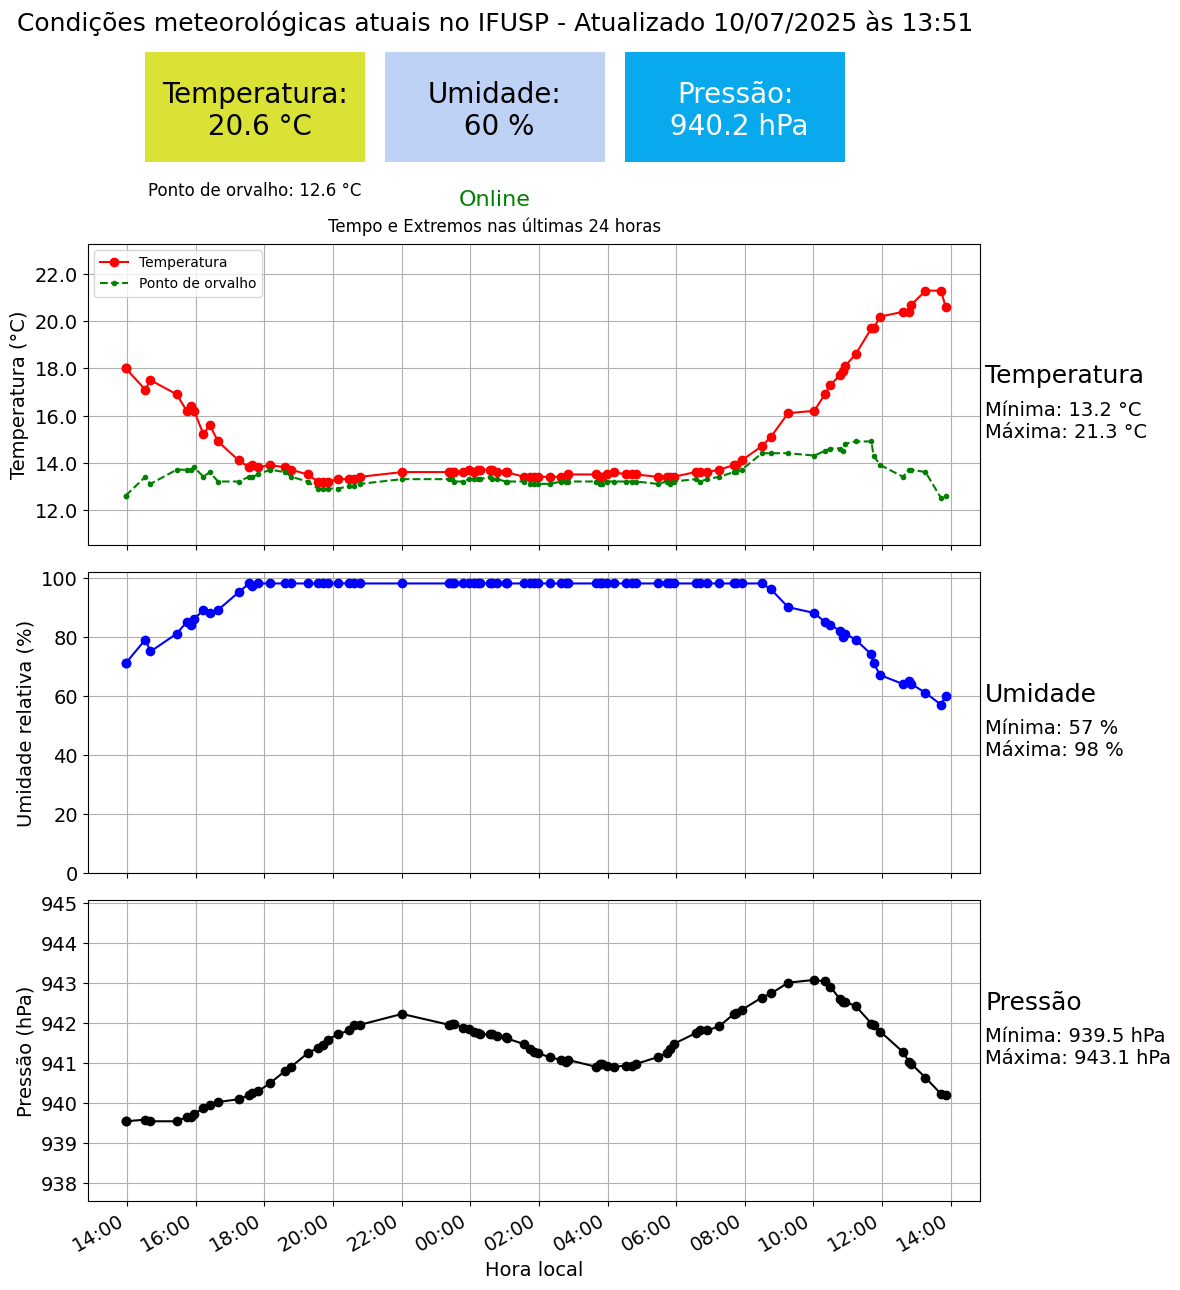 Condições meteorológicas atuais no IFUSP - Atualizado 10/07/2025 às 13:51
Temperatura:
20.6 °C
Umidade:
60 %
Pressão:
940.2 hPa
Ponto de orvalho: 12.6 °C
Online
Tempo e Extremos nas últimas 24 horas
Temperatura
Ponto de orvalho
Temperatura (°C)
22.0
20.0
18.0
16.0
14.0
12.0
Temperatura
Mínima: 13.2 °C
Máxima: 21.3 °C
Umidade relativa (%)
100
80
60
40
20
0
Umidade
Mínima: 57 %
Máxima: 98 %
Pressão (hPa)
945
944
943
942
941
940
939
938
Pressão
Mínima: 939.5 hPa
Máxima: 943.1 hPa
14:00 16:00 18:00 20:00 22:00 00:00 02:00 04:00 06:00 08:00 10:00 12:00 14:00
Hora local